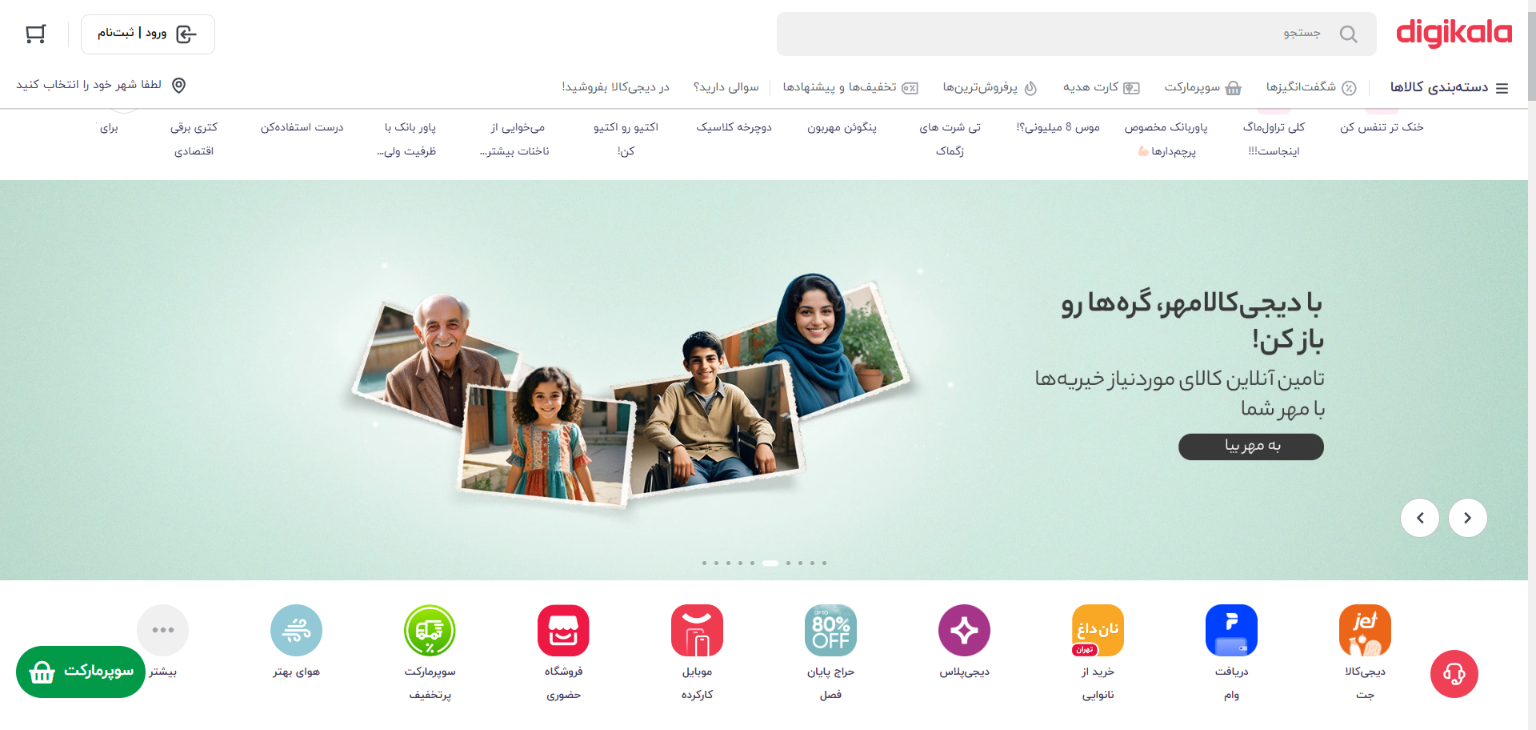 digikala
جستجو
ورود | ثبت‌نام
دسته‌بندی کالاها
شگفت‌انگیزها
سوپرمارکت
کارت هدیه
پرفروش‌ترین‌ها
تخفیف‌ها و پیشنهادها
سوالی دارید؟
در دیجی‌کالا بفروشید!
لطفا شهر خود را انتخاب کنید
خنک تر تنفس کن
کلی تراول‌ماگ
اینجاست!!!
پاوربانک مخصوص
پرچم‌دارها💪🏻
موس 8 میلیونی؟!
تی شرت های
زگماک
پینگوئن مهربون
دوچرخه کلاسیک
اکتیو رو اکتیو
کن!
می‌خوایی از
ناخنات بیشتر...
پاور بانک با
ظرفیت ولی...
درست استفاده‌کن
کتری برقی
اقتصادی
برای
با دیجی‌کالامهر، گره‌ها رو
باز کن!
تامین آنلاین کالای موردنیاز خیریه‌ها
با مهر شما
به مهر بیا
jet
دیجی‌کالا
جت
دریافت
وام
نان داغ
تهران
خرید از
نانوایی
دیجی‌پلاس
80%
OFF
حراج پایان
فصل
موبایل
کارکرده
فروشگاه
حضوری
سوپرمارکت
پرتخفیف
هوای بهتر
بیشتر
سوپرمارکت